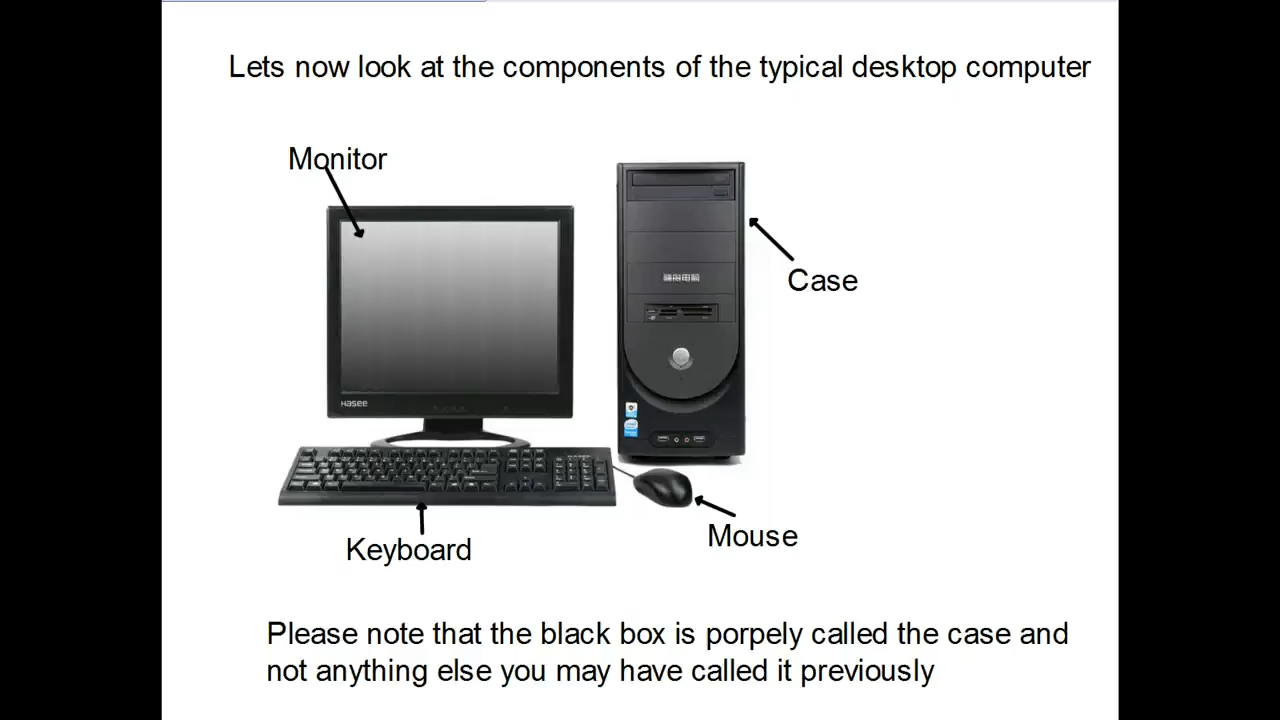 Lets now look at the components of the typical desktop computer
Monitor
Case
Hasee
Keyboard
Mouse
Please note that the black box is porpely called the case and
not anything else you may have called it previously